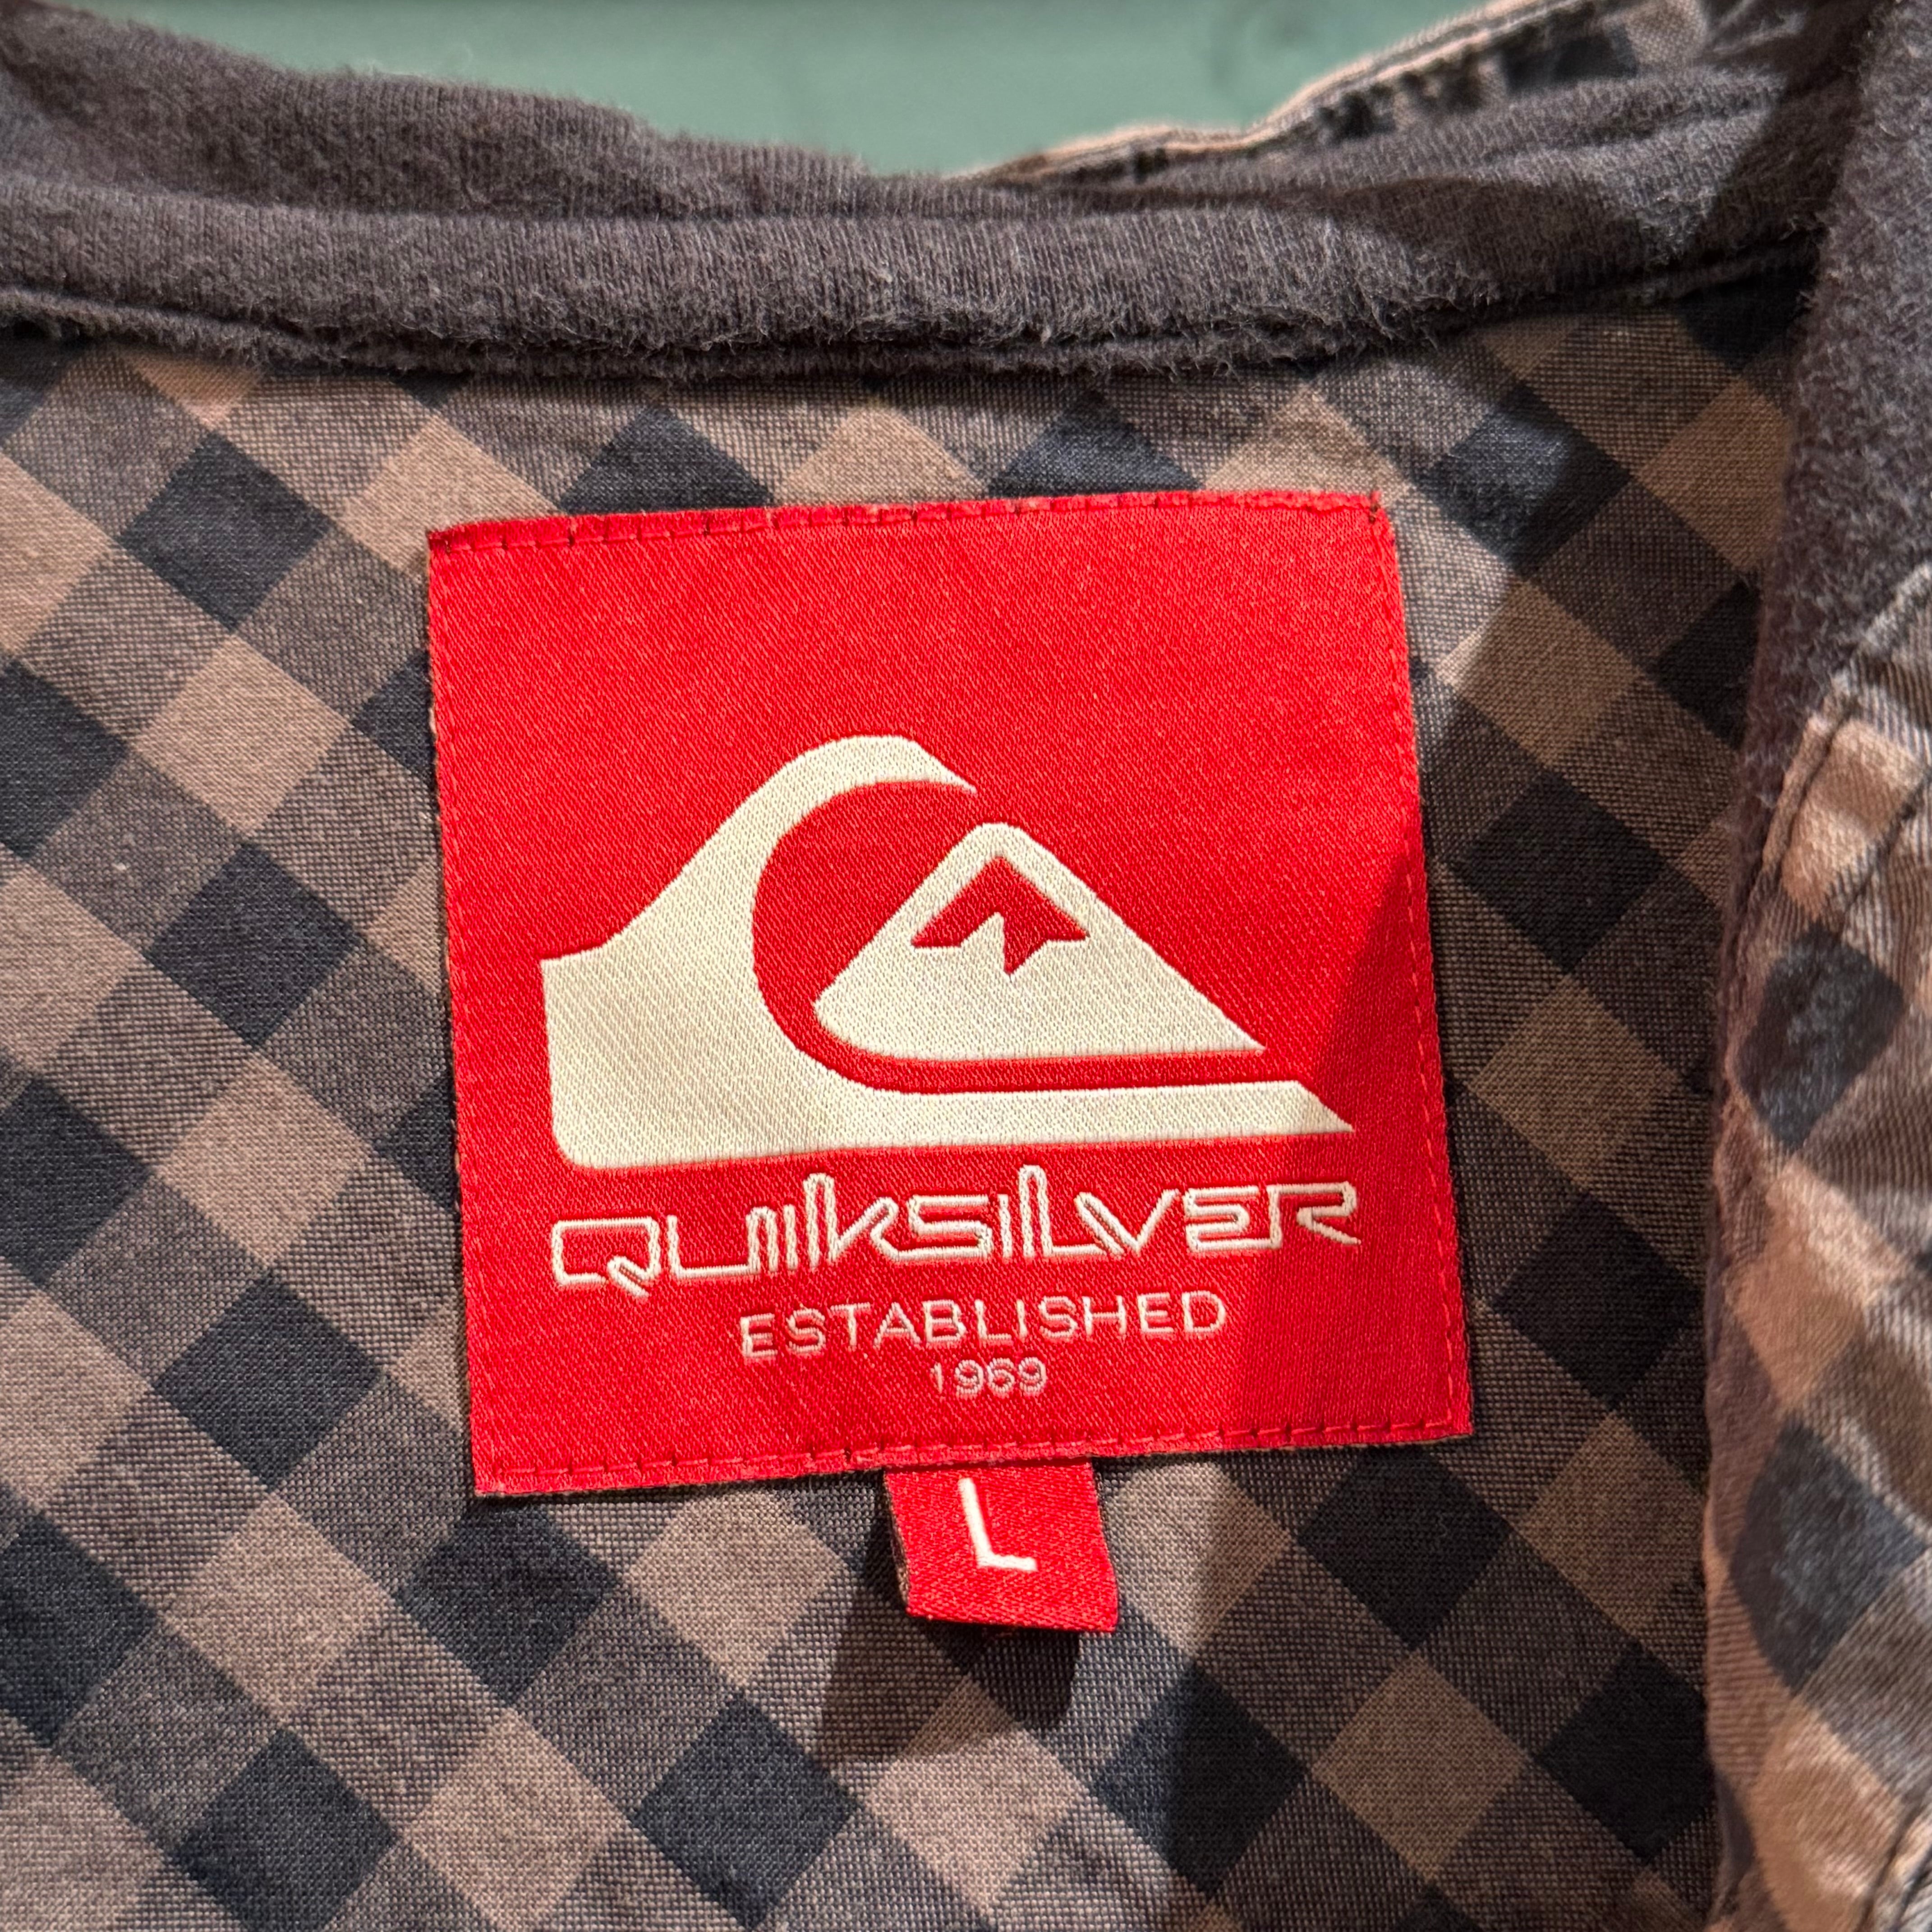 QUIKSILVER
ESTABLISHED
1969
L